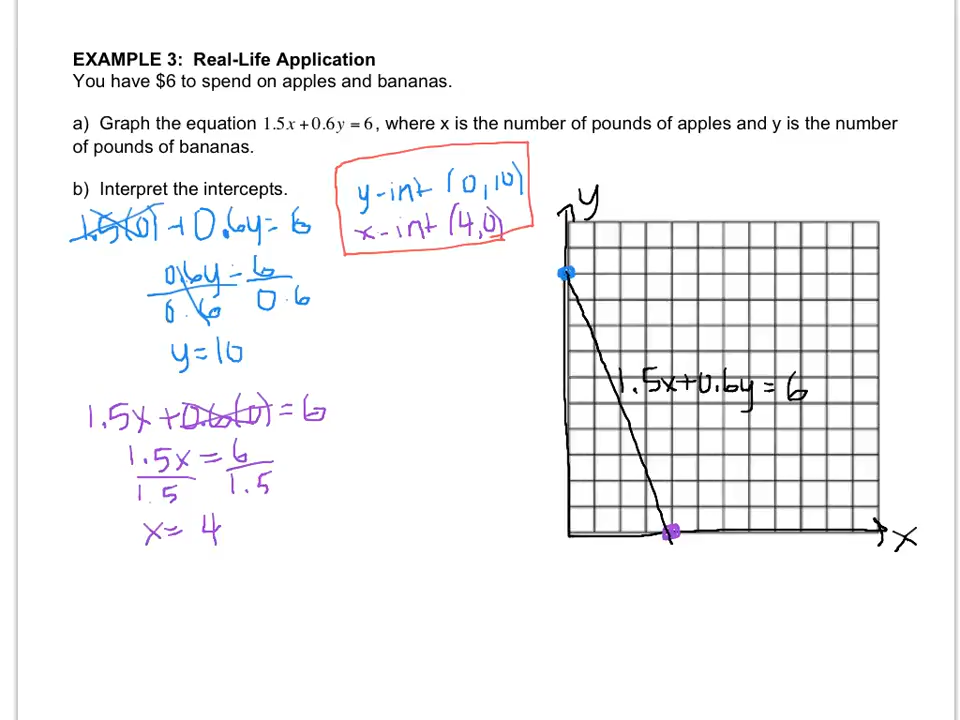 EXAMPLE 3: Real-Life Application
You have $6 to spend on apples and bananas.
a) Graph the equation 1.5x + 0.6y = 6, where x is the number of pounds of apples and y is the number
of pounds of bananas.
b) Interpret the intercepts.
y-int (0,10)
x-int (4,0)
1.5(0) + 0.6y = 6
0.6y = 6
0.6 0.6
y = 10
1.5x + 0.6(0) = 6
1.5x = 6
1.5 1.5
x = 4
y
1.5x+0.6y = 6
x